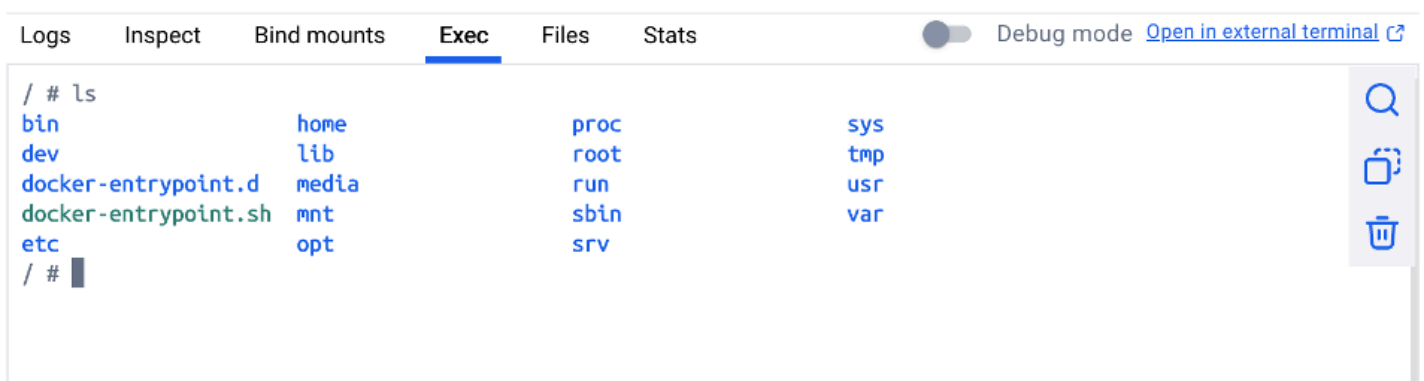 Logs Inspect Bind mounts Exec Files Stats Debug mode Open in external terminal
/ # ls
bin home proc sys
dev lib root tmp
docker-entrypoint.d media run usr
docker-entrypoint.sh mnt sbin var
etc opt srv
/ #